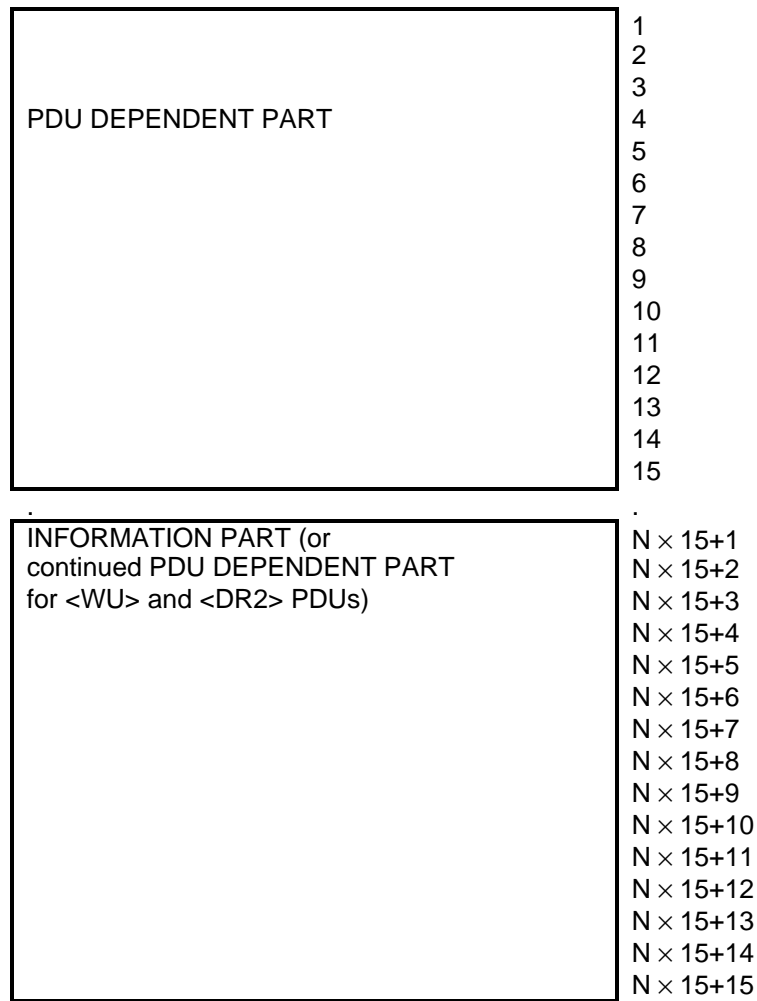 1
2
3
PDU DEPENDENT PART 4
5
6
7
8
9
10
11
12
13
14
15
. .
INFORMATION PART (or N × 15+1
continued PDU DEPENDENT PART N × 15+2
for <WU> and <DR2> PDUs) N × 15+3
N × 15+4
N × 15+5
N × 15+6
N × 15+7
N × 15+8
N × 15+9
N × 15+10
N × 15+11
N × 15+12
N × 15+13
N × 15+14
N × 15+15